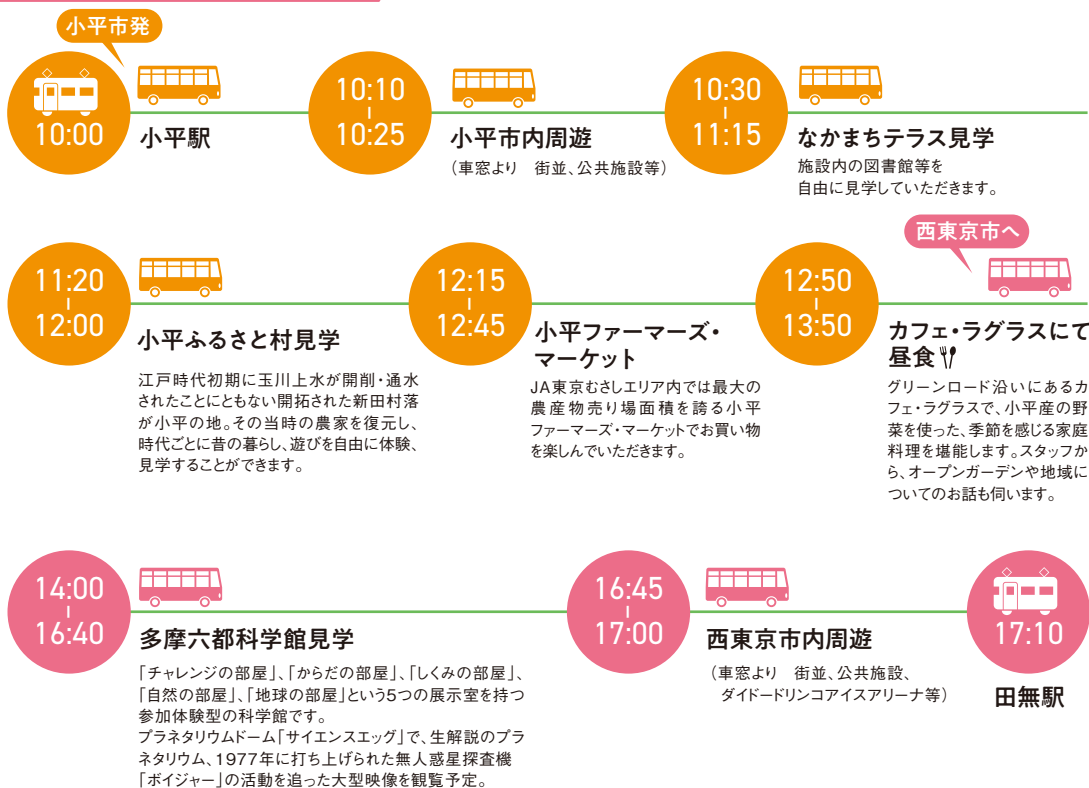 小平市発
10:00
小平駅
10:10
10:25
小平市内周遊
（車窓より　街並、公共施設等）
10:30
11:15
なかまちテラス見学
施設内の図書館等を
自由に見学していただきます。
11:20
12:00
小平ふるさと村見学
江戸時代初期に玉川上水が開削・通水
されたことにともない開拓された新田村落
が小平の地。その当時の農家を復元し、
時代ごとに昔の暮らし、遊びを自由に体験、
見学することができます。
12:15
12:45
小平ファーマーズ・
マーケット
JA東京むさしエリア内では最大の
農産物売り場面積を誇る小平
ファーマーズ・マーケットでお買い物
を楽しんでいただきます。
西東京市へ
12:50
13:50
カフェ・ラグラスにて
昼食
グリーンロード沿いにあるカ
フェ・ラグラスで、小平産の野
菜を使った、季節を感じる家庭
料理を堪能します。スタッフか
ら、オープンガーデンや地域に
ついてのお話も伺います。
14:00
16:40
多摩六都科学館見学
「チャレンジの部屋」、「からだの部屋」、「しくみの部屋」、
「自然の部屋」、「地球の部屋」という5つの展示室を持つ
参加体験型の科学館です。
プラネタリウムドーム「サイエンスエッグ」で、生解説のプラ
ネタリウム、1977年に打ち上げられた無人惑星探査機
「ボイジャー」の活動を追った大型映像を観覧予定。
16:45
17:00
西東京市内周遊
（車窓より　街並、公共施設、
ダイドードリンコアイスアリーナ等）
17:10
田無駅